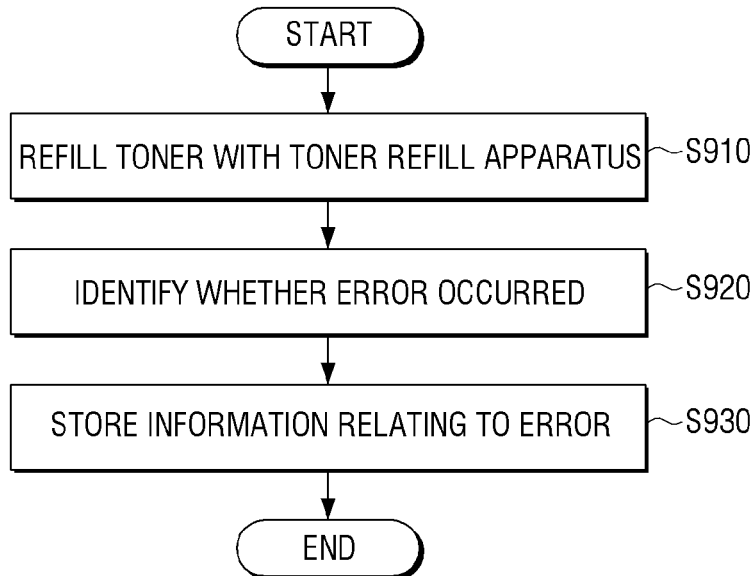 START
REFILL TONER WITH TONER REFILL APPARATUS
S910
IDENTIFY WHETHER ERROR OCCURRED
S920
STORE INFORMATION RELATING TO ERROR
S930
END